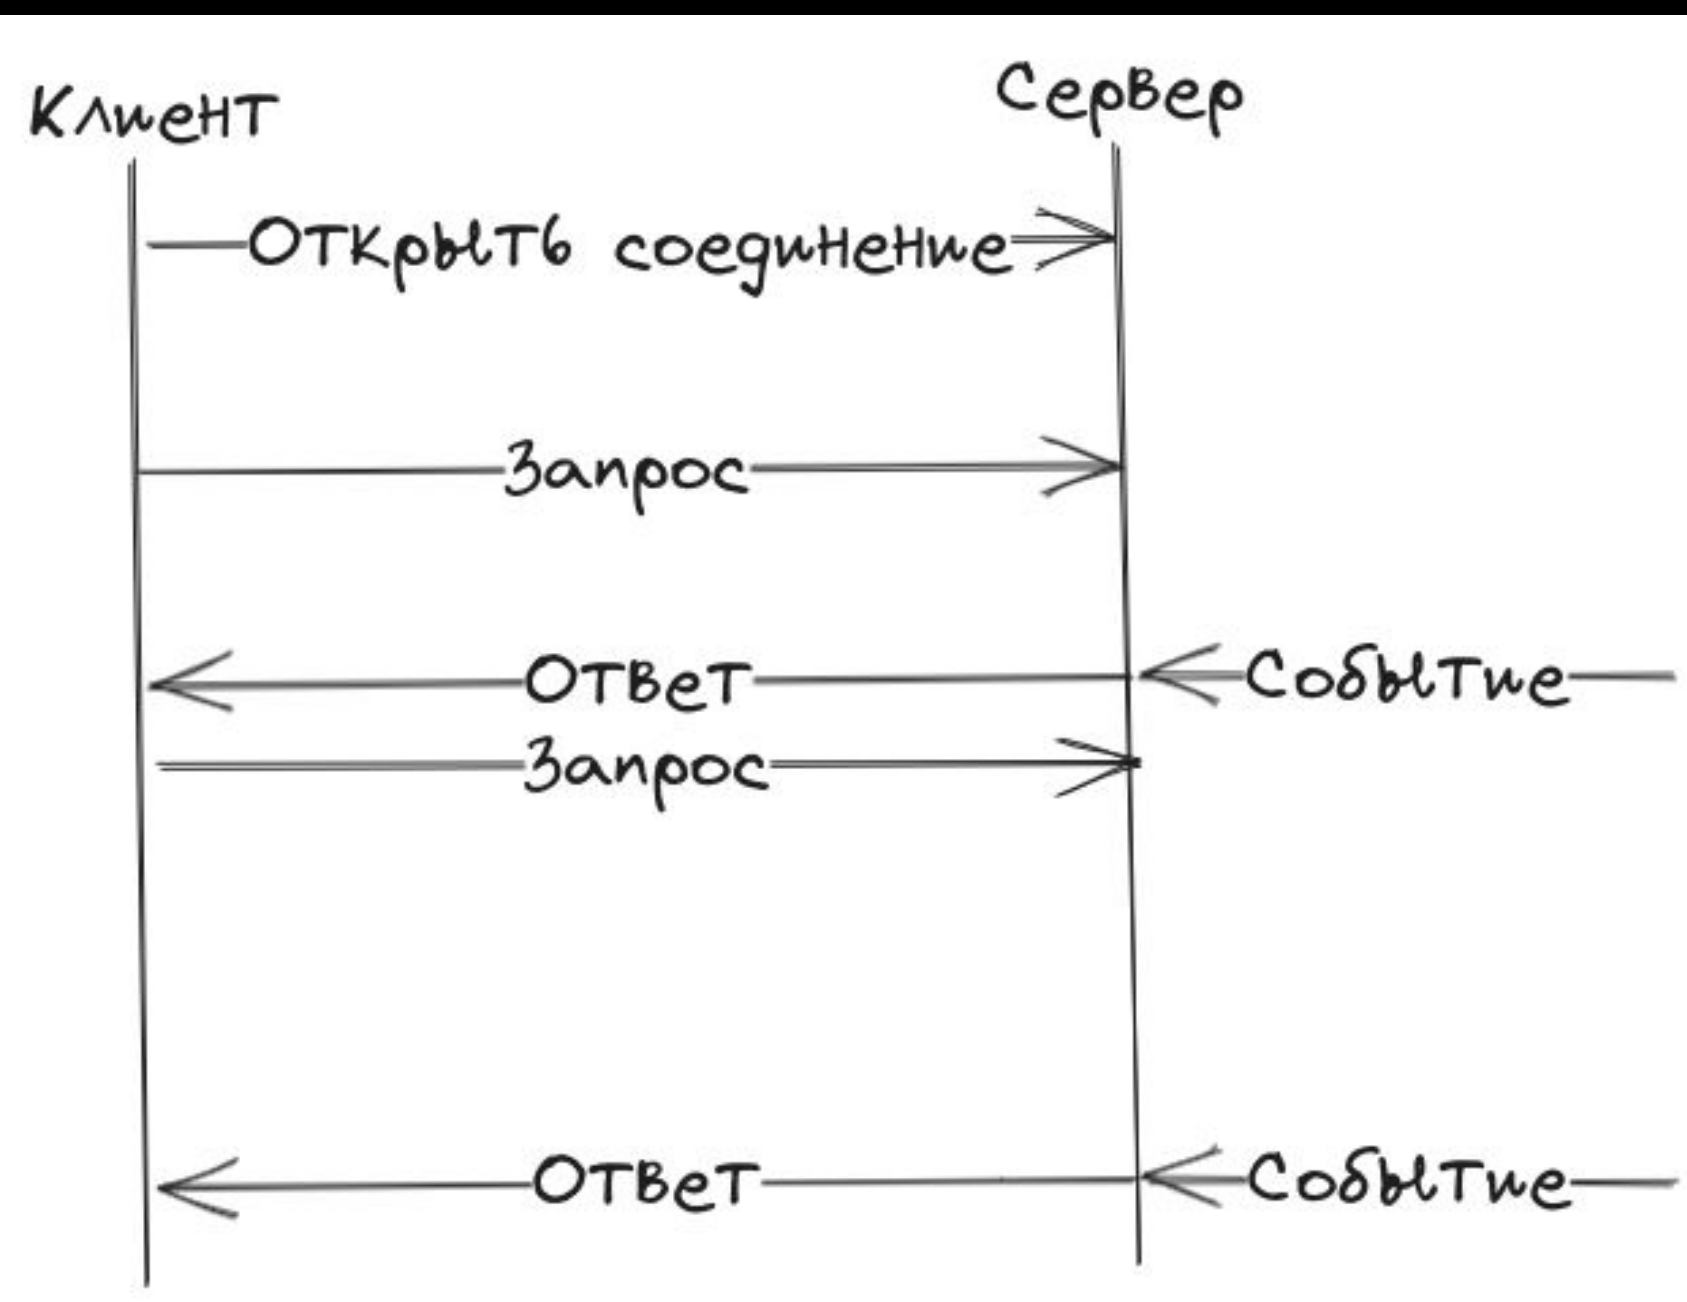 Клиент
Сервер
Открыть соединение
Запрос
Ответ
Событие
Запрос
Ответ
Событие